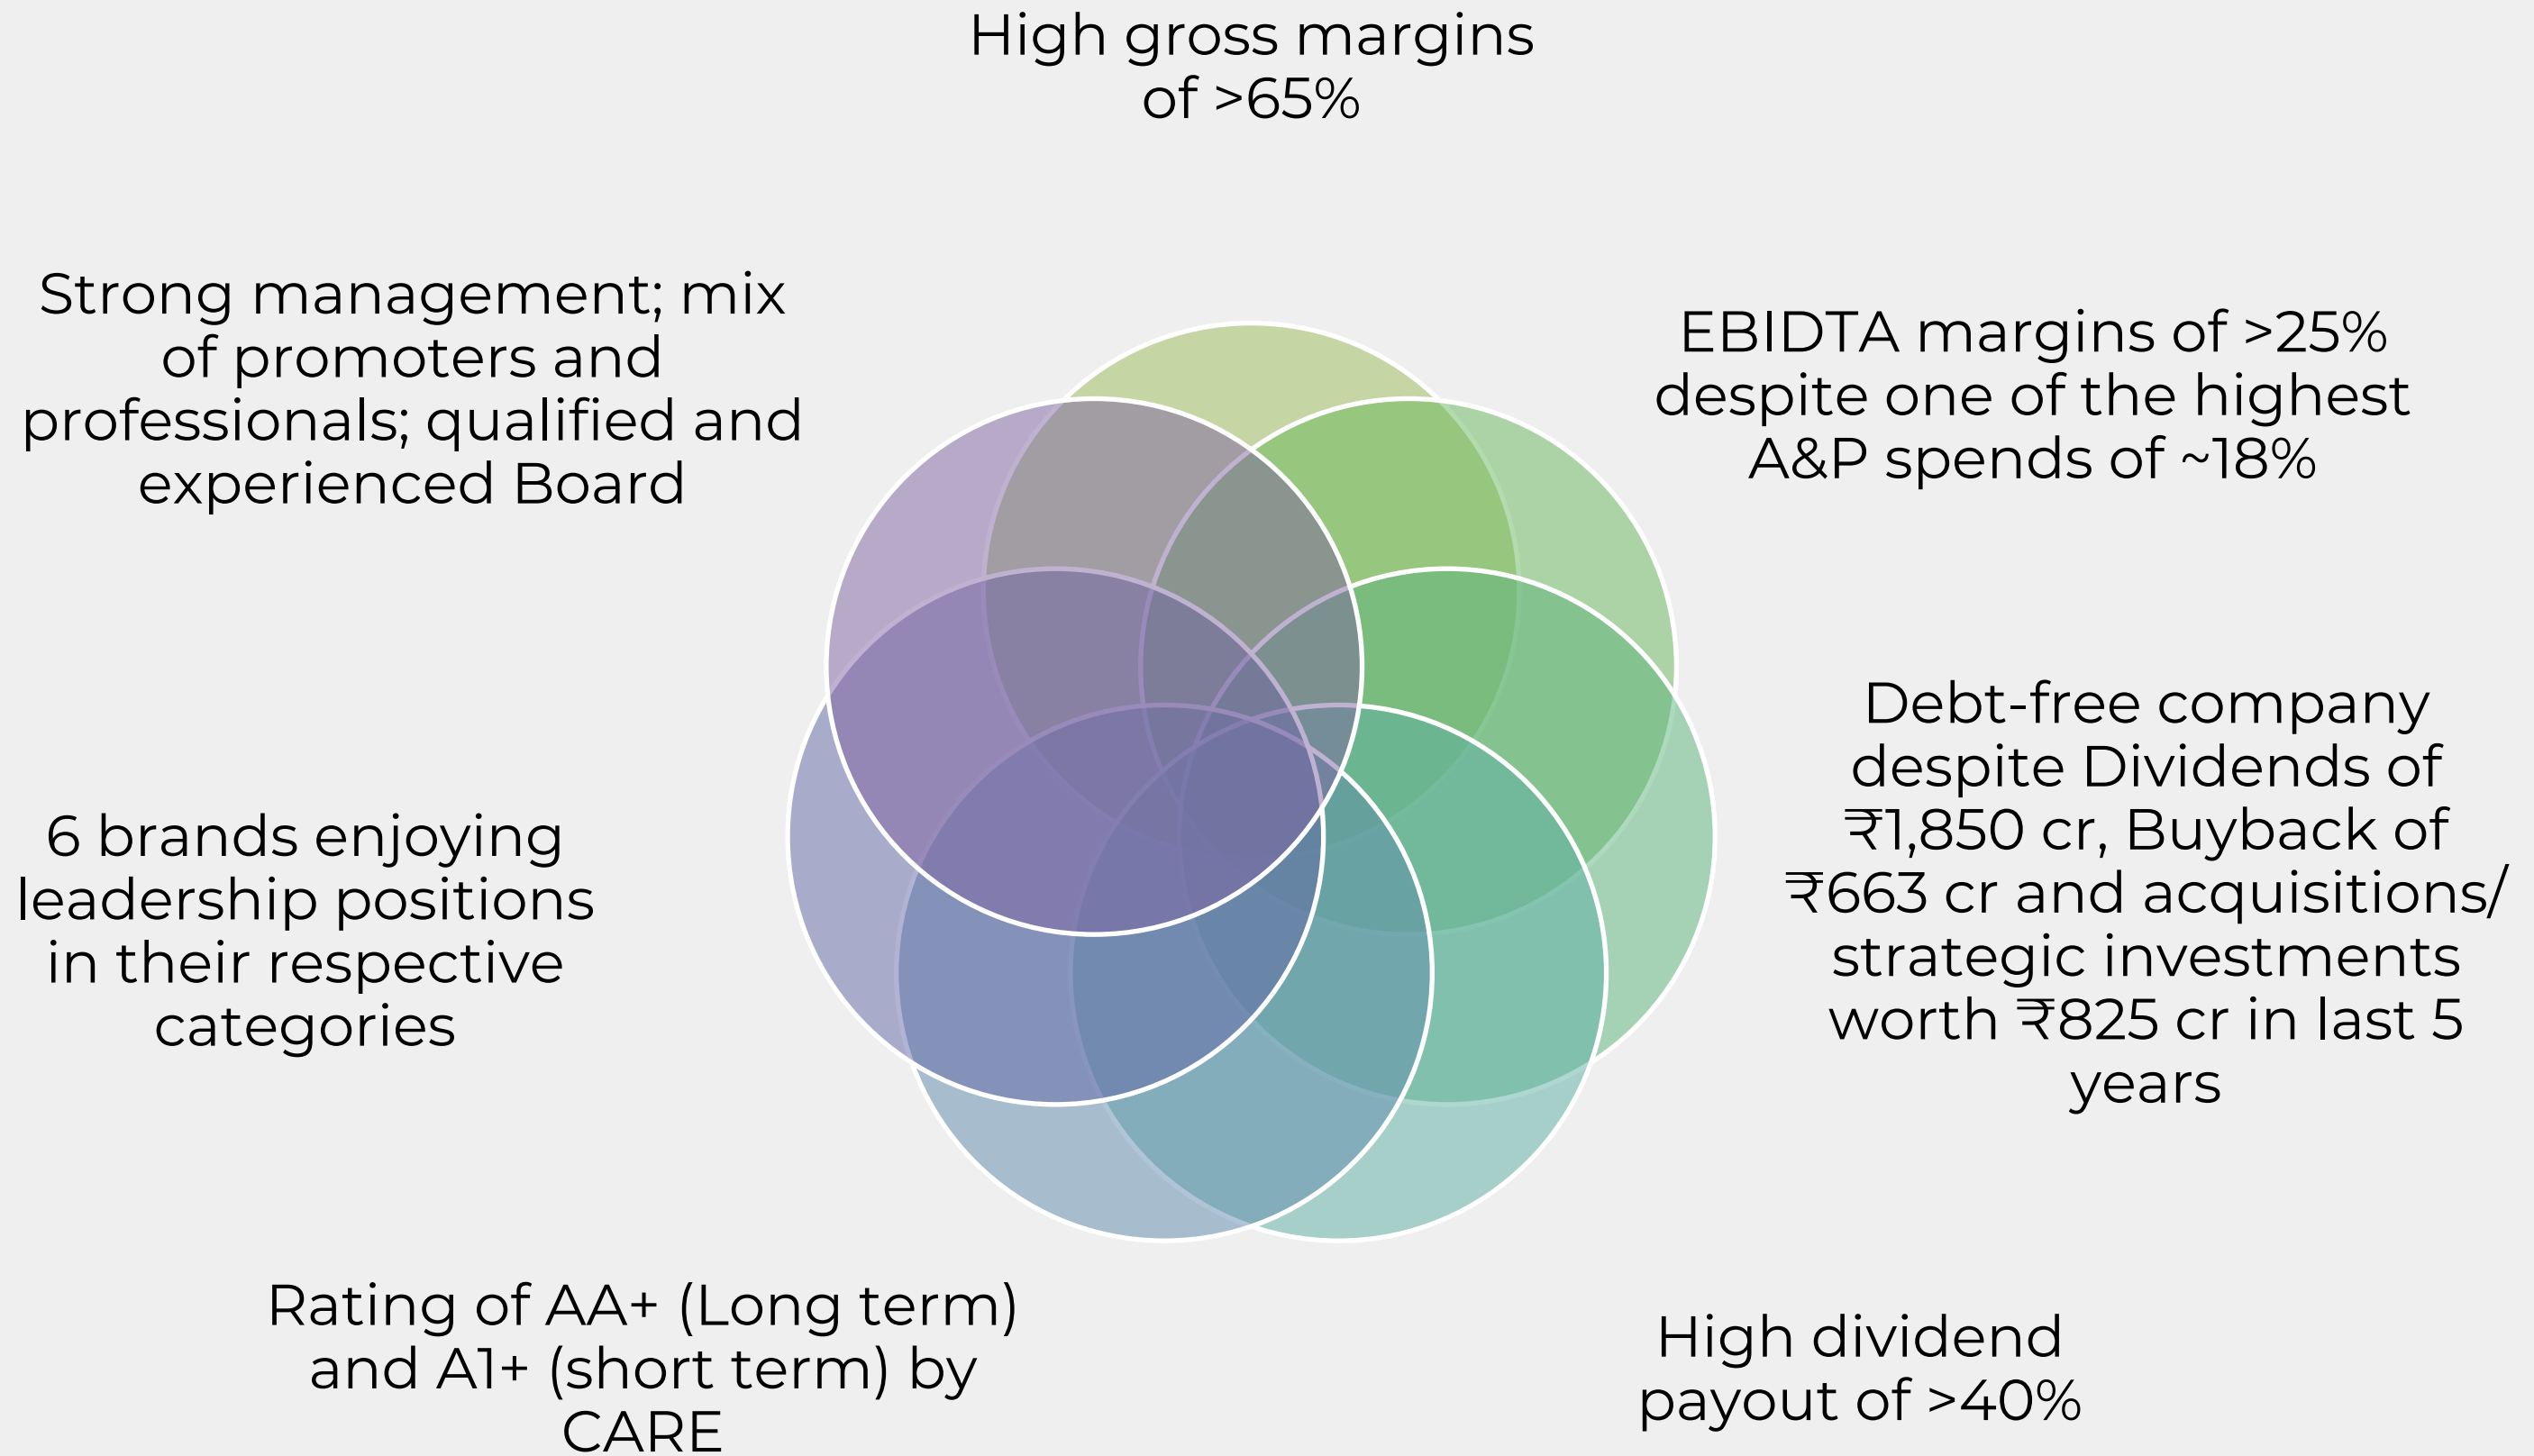 High gross margins
of >65%
EBIDTA margins of >25%
despite one of the highest
A&P spends of ~18%
Debt-free company
despite Dividends of
₹1,850 cr, Buyback of
₹663 cr and acquisitions/
strategic investments
worth ₹825 cr in last 5
years
High dividend
payout of >40%
Rating of AA+ (Long term)
and A1+ (short term) by
CARE
6 brands enjoying
leadership positions
in their respective
categories
Strong management; mix
of promoters and
professionals; qualified and
experienced Board